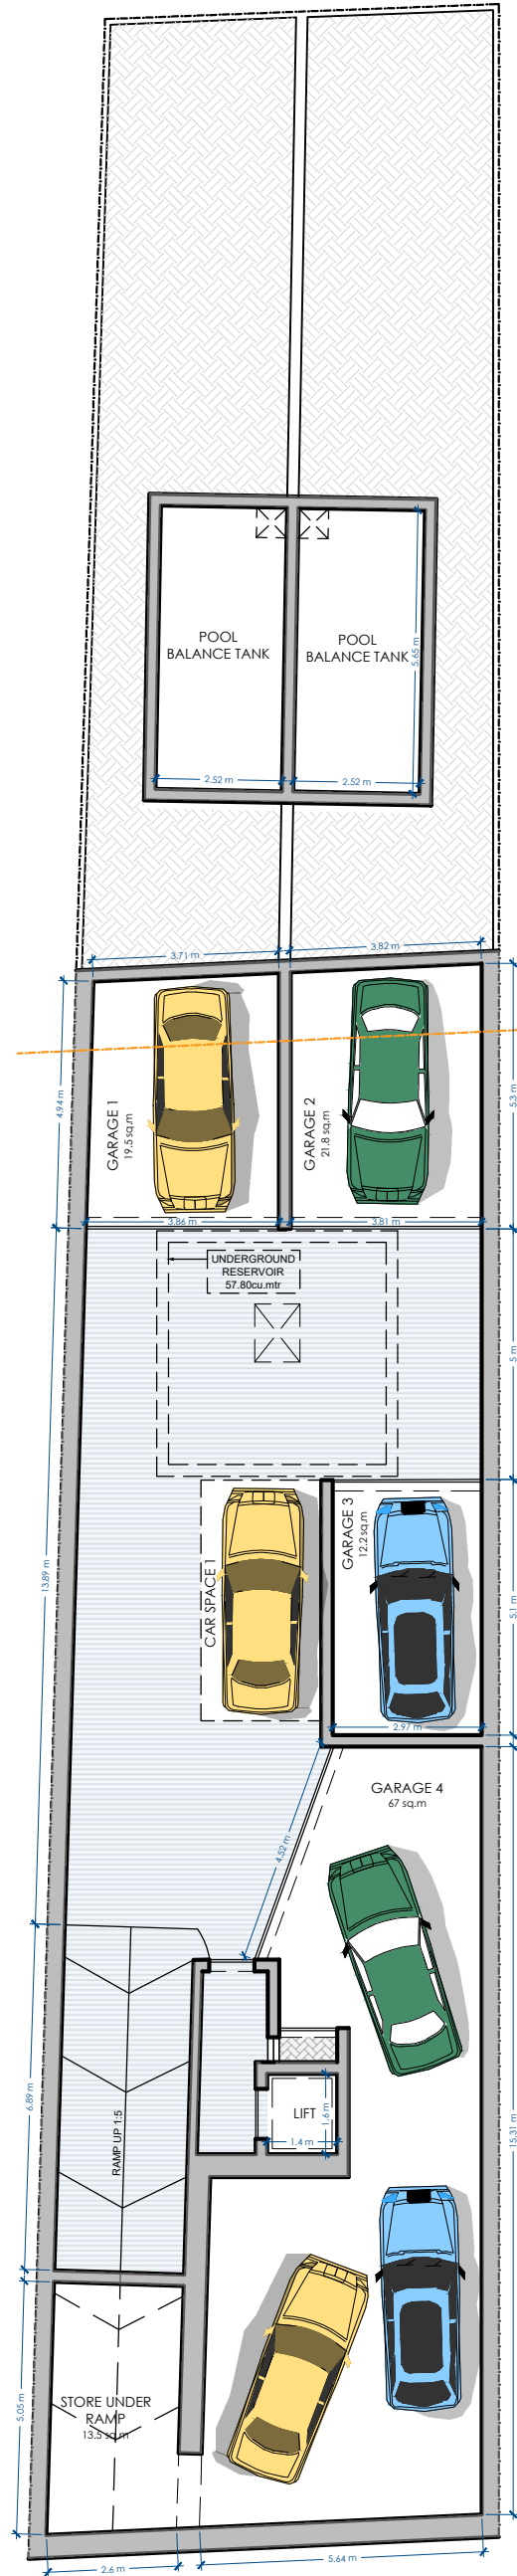 POOL
BALANCE TANK
POOL
BALANCE TANK
5.65 m
2.52 m
2.52 m
3.71 m
3.82 m
4.94 m
GARAGE 1
19.5 sq.m
GARAGE 2
21.8 sq.m
5.3 m
3.86 m
3.81 m
UNDERGROUND
RESERVOIR
57.80cu.mtr
5 m
13.89 m
CAR SPACE 1
GARAGE 3
12.2 sq.m
5.1 m
2.97 m
GARAGE 4
67 sq.m
4.52 m
6.89 m
RAMP UP 1:5
LIFT
1.6 m
1.4 m
15.31 m
5.05 m
STORE UNDER
RAMP
13.5 sq.m
2.6 m
5.64 m